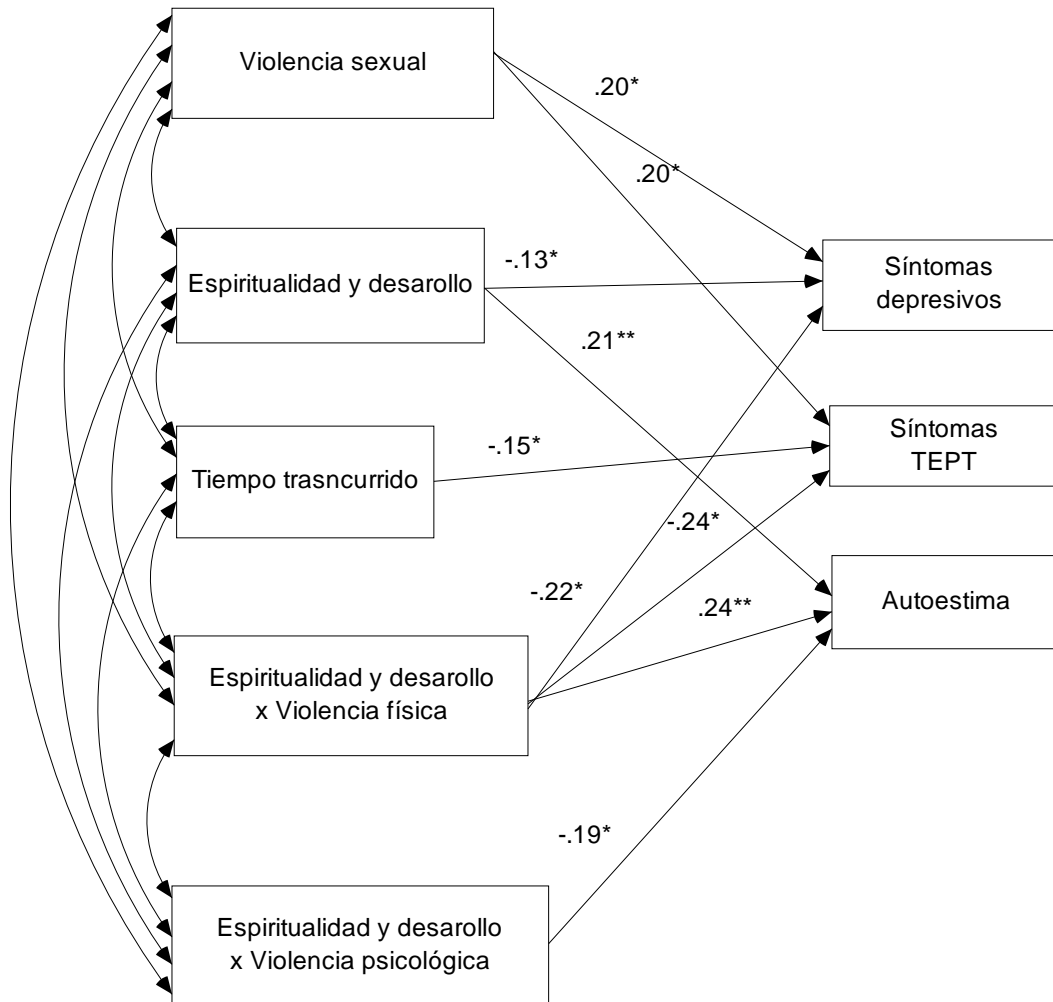 Violencia sexual
.20*
.20*
Espiritualidad y desarollo
-.13*
Síntomas
depresivos
.21**
Tiempo trasncurrido
-.15*
Síntomas
TEPT
-.24*
-.22*
.24**
Autoestima
Espiritualidad y desarollo
x Violencia física
-.19*
Espiritualidad y desarollo
x Violencia psicológica